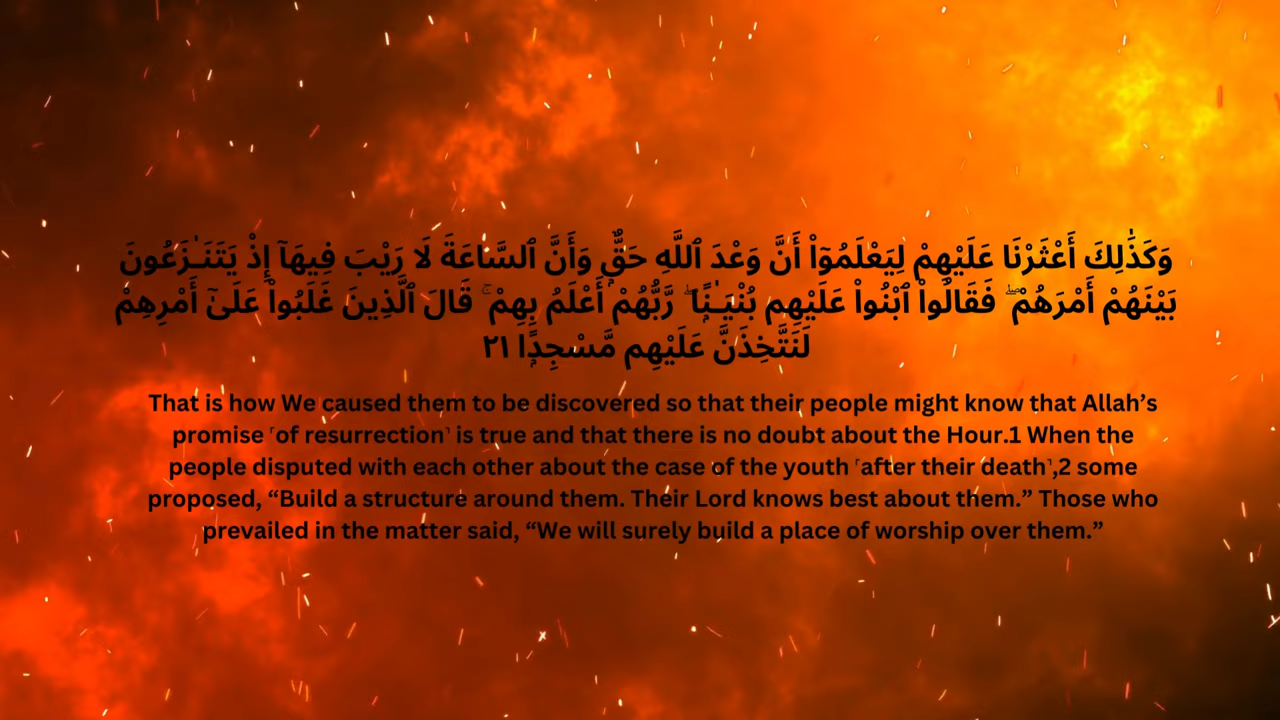 وَكَذَٰلِكَ أَعْثَرْنَا عَلَيْهِمْ لِيَعْلَمُوٓا۟ أَنَّ وَعْدَ ٱللَّهِ حَقٌّۭ وَأَنَّ ٱلسَّاعَةَ لَا رَيْبَ فِيهَآ إِذْ يَتَنَـٰزَعُونَ
بَيْنَهُمْ أَمْرَهُمْ ۖ فَقَالُوا۟ ٱبْنُوا۟ عَلَيْهِم بُنْيَـٰنًۭا ۖ رَّبُّهُمْ أَعْلَمُ بِهِمْ ۚ قَالَ ٱلَّذِينَ غَلَبُوا۟ عَلَىٰٓ أَمْرِهِمْ
لَنَتَّخِذَنَّ عَلَيْهِم مَّسْجِدًۭا ٢١
That is how We caused them to be discovered so that their people might know that Allah’s
promise ˹of resurrection˺ is true and that there is no doubt about the Hour.1 When the
people disputed with each other about the case of the youth ˹after their death˺,2 some
proposed, “Build a structure around them. Their Lord knows best about them.” Those who
prevailed in the matter said, “We will surely build a place of worship over them.”